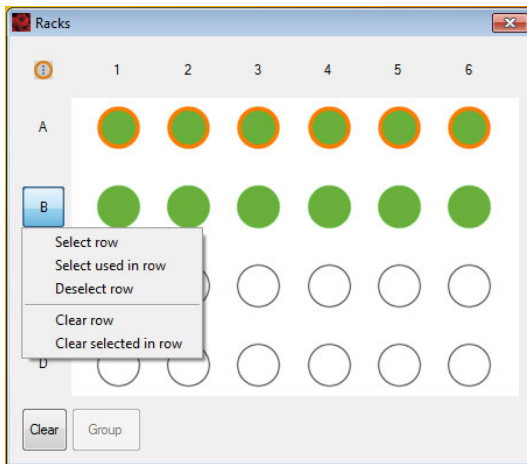 Racks
1 2 3 4 5 6
A
B
Select row
Select used in row
Deselect row
Clear row
Clear selected in row
D
Clear Group